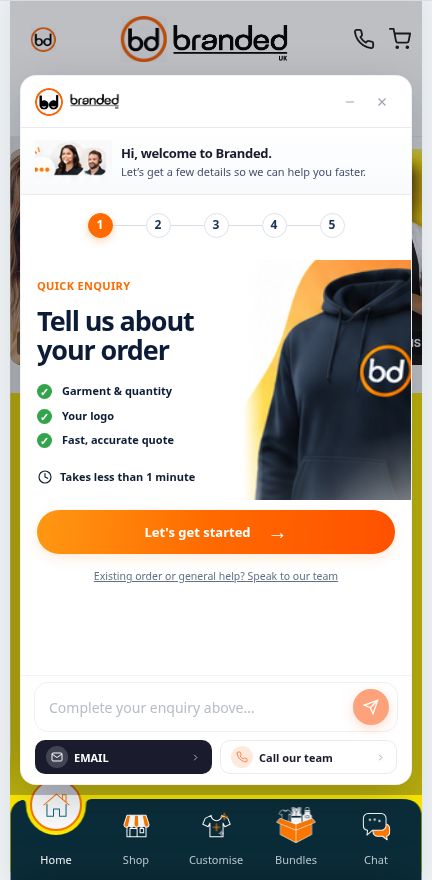 bd
bd branded
UK
bd branded
Hi, welcome to Branded.
Let's get a few details so we can help you faster.
1 2 3 4 5
QUICK ENQUIRY
Tell us about
your order
Garment & quantity
Your logo
Fast, accurate quote
Takes less than 1 minute
bd
Let's get started →
Existing order or general help? Speak to our team
Complete your enquiry above...
EMAIL
Call our team
Home
Shop
Customise
Bundles
Chat